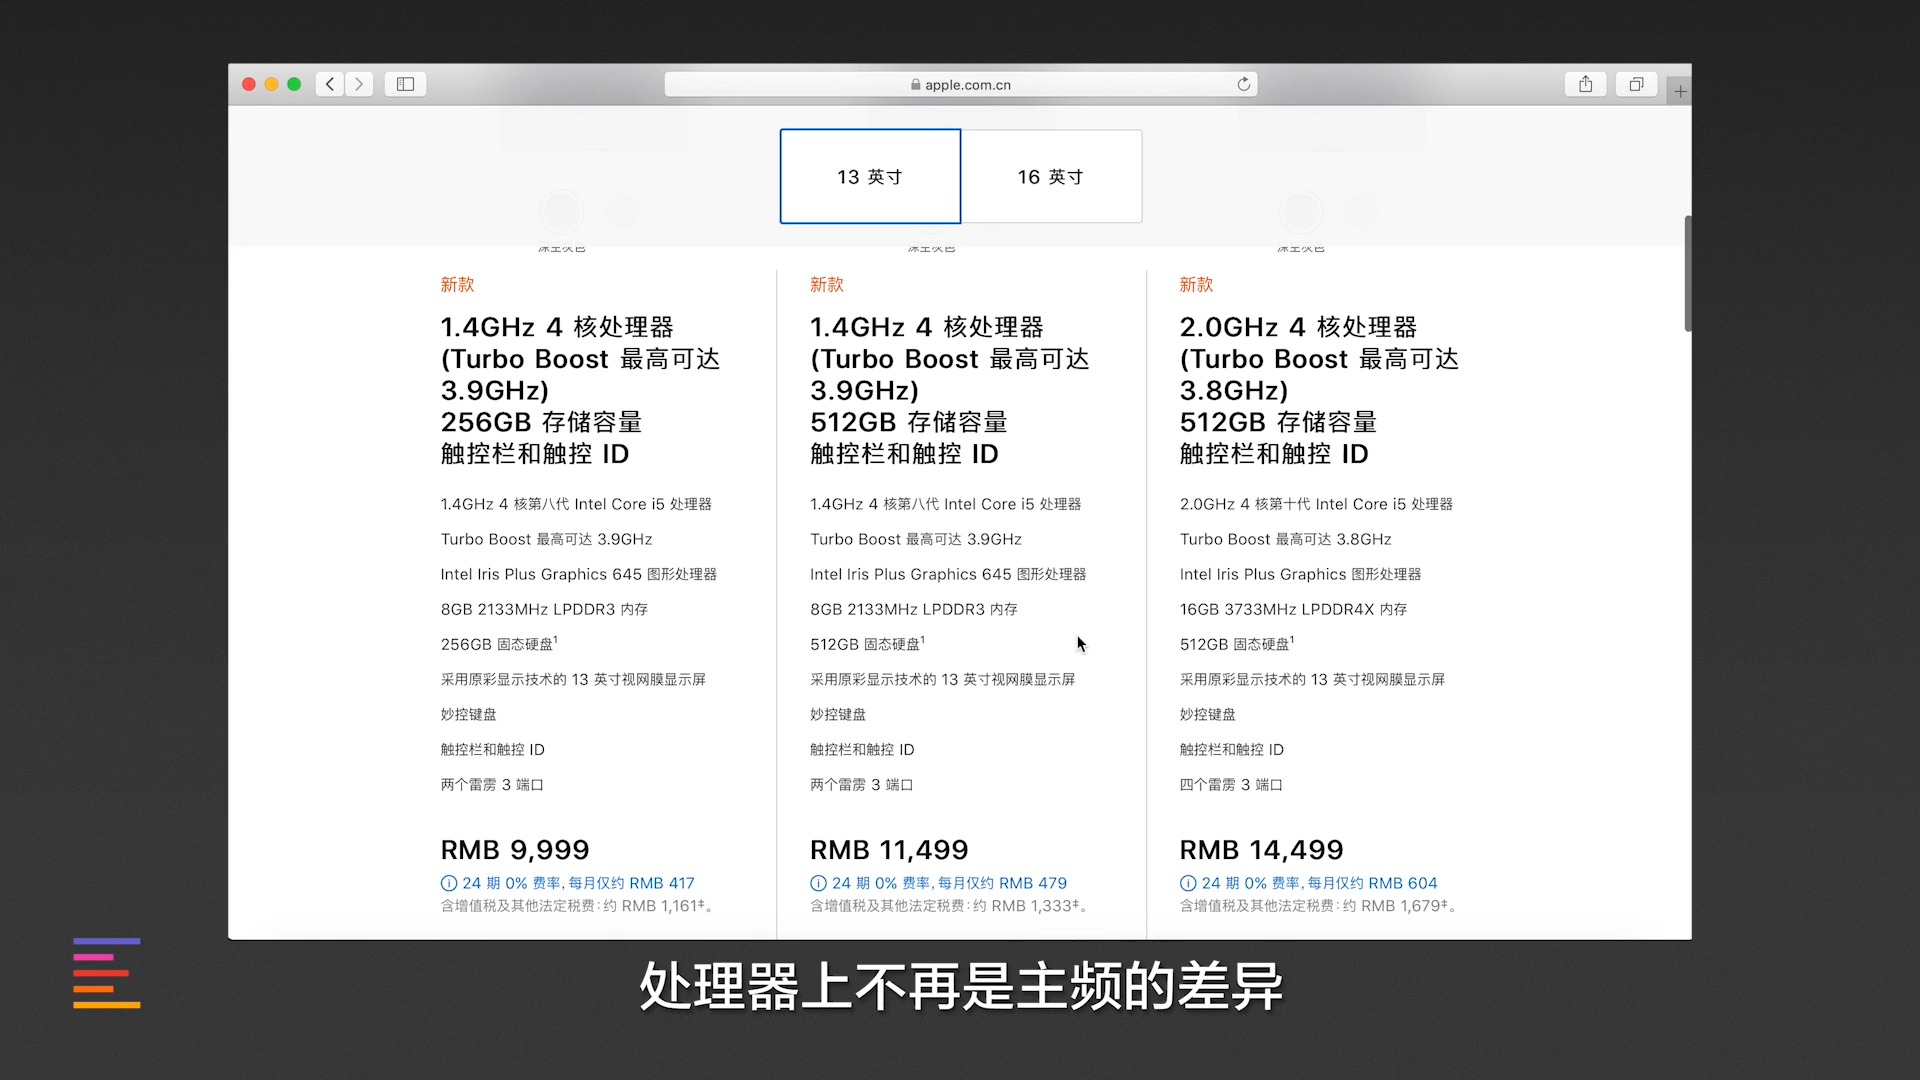 apple.com.cn
13 英寸
16 英寸
深空灰色
深空灰色
深空灰色
新款
1.4GHz 4 核处理器
(Turbo Boost 最高可达
3.9GHz)
256GB 存储容量
触控栏和触控 ID
1.4GHz 4 核第八代 Intel Core i5 处理器
Turbo Boost 最高可达 3.9GHz
Intel Iris Plus Graphics 645 图形处理器
8GB 2133MHz LPDDR3 内存
256GB 固态硬盘¹
采用原彩显示技术的 13 英寸视网膜显示屏
妙控键盘
触控栏和触控 ID
两个雷雳 3 端口
RMB 9,999
24 期 0% 费率，每月仅约 RMB 417
含增值税及其他法定税费：约 RMB 1,161‡。
新款
1.4GHz 4 核处理器
(Turbo Boost 最高可达
3.9GHz)
512GB 存储容量
触控栏和触控 ID
1.4GHz 4 核第八代 Intel Core i5 处理器
Turbo Boost 最高可达 3.9GHz
Intel Iris Plus Graphics 645 图形处理器
8GB 2133MHz LPDDR3 内存
512GB 固态硬盘¹
采用原彩显示技术的 13 英寸视网膜显示屏
妙控键盘
触控栏和触控 ID
两个雷雳 3 端口
RMB 11,499
24 期 0% 费率，每月仅约 RMB 479
含增值税及其他法定税费：约 RMB 1,333‡。
新款
2.0GHz 4 核处理器
(Turbo Boost 最高可达
3.8GHz)
512GB 存储容量
触控栏和触控 ID
2.0GHz 4 核第十代 Intel Core i5 处理器
Turbo Boost 最高可达 3.8GHz
Intel Iris Plus Graphics 图形处理器
16GB 3733MHz LPDDR4X 内存
512GB 固态硬盘¹
采用原彩显示技术的 13 英寸视网膜显示屏
妙控键盘
触控栏和触控 ID
四个雷雳 3 端口
RMB 14,499
24 期 0% 费率，每月仅约 RMB 604
含增值税及其他法定税费：约 RMB 1,679‡。
处理器上不再是主频的差异